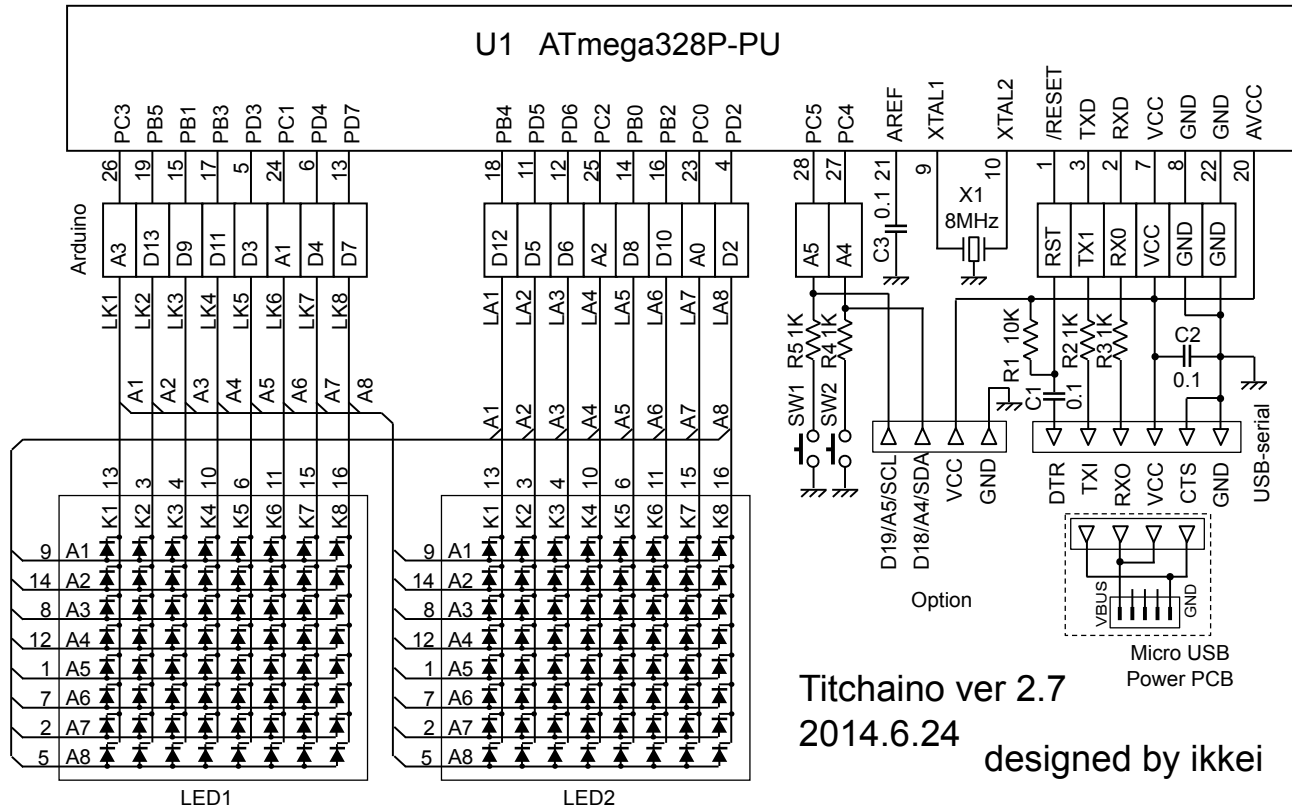 U1 ATmega328P-PU
PC3 PB5 PB1 PB3 PD3 PC1 PD4 PD7 PB4 PD5 PD6 PC2 PB0 PB2 PC0 PD2 PC5 PC4 AREF XTAL1 XTAL2 /RESET TXD RXD VCC GND GND AVCC
26 19 15 17 5 24 6 13 18 11 12 25 14 16 23 4 28 27 21 9 10 1 3 2 7 8 22 20
Arduino
A3 D13 D9 D11 D3 A1 D4 D7 D12 D5 D6 A2 D8 D10 A0 D2 A5 A4 RST TX1 RX0 VCC GND GND
C3 0.1
X1
8MHz
LK1 LK2 LK3 LK4 LK5 LK6 LK7 LK8 LA1 LA2 LA3 LA4 LA5 LA6 LA7 LA8
R5 1K R4 1K R1 10K R2 1K R3 1K
C2
0.1
C1 0.1
A1 A2 A3 A4 A5 A6 A7 A8
A1 A2 A3 A4 A5 A6 A7 A8
SW1 SW2
13 3 4 10 6 11 15 16 13 3 4 10 6 11 15 16
K1 K2 K3 K4 K5 K6 K7 K8 K1 K2 K3 K4 K5 K6 K7 K8
D19/A5/SCL D18/A4/SDA VCC GND
DTR TXI RXO VCC CTS GND
USB-serial
9 A1 9 A1
14 A2 14 A2
8 A3 8 A3
12 A4 12 A4
1 A5 1 A5
7 A6 7 A6
2 A7 2 A7
5 A8 5 A8
Option
VBUS GND
Micro USB
Power PCB
Titchaino ver 2.7
2014.6.24
designed by ikkei
LED1 LED2